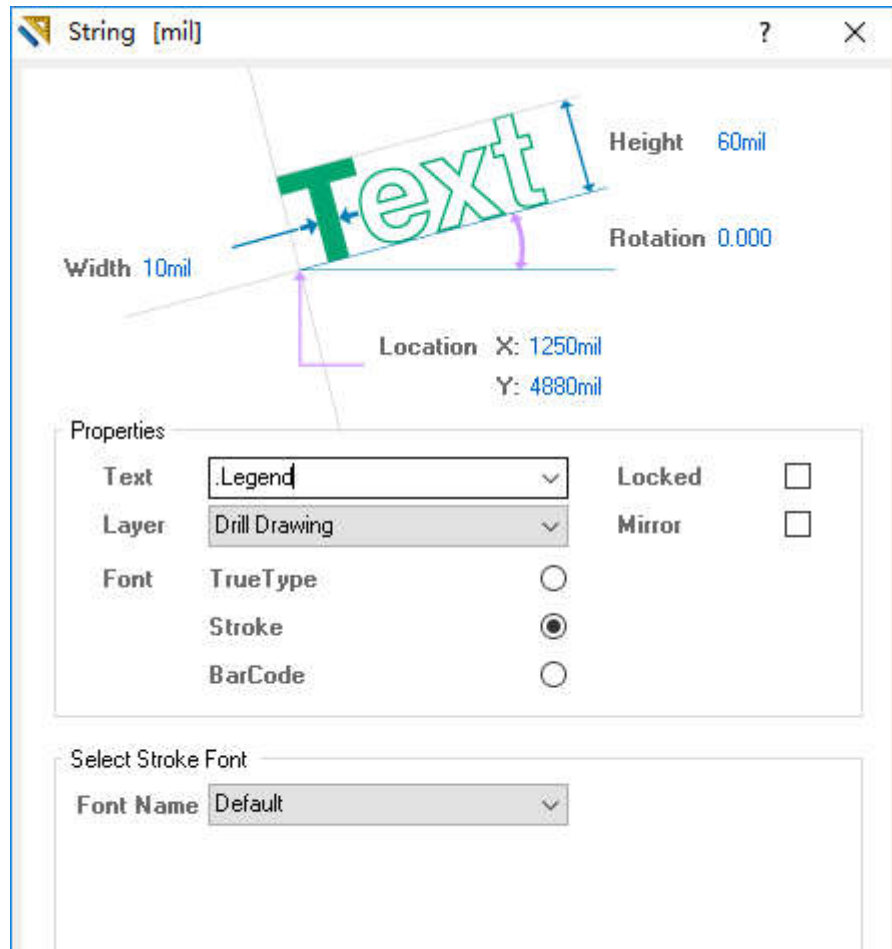 String [mil] ?
Text
Height 60mil
Rotation 0.000
Width 10mil
Location X: 1250mil
Y: 4880mil
Properties
Text .Legend Locked
Layer Drill Drawing Mirror
Font TrueType
Stroke
BarCode
Select Stroke Font
Font Name Default